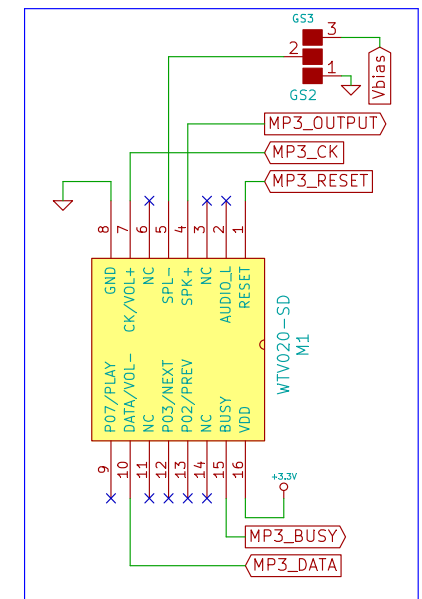 GS3
3
2
1
GS2
Vbias
MP3_OUTPUT
MP3_CK
MP3_RESET
8
7
6
5
4
3
2
1
GND
CK/VOL+
NC
SPL-
SPK+
NC
AUDIO_L
RESET
WTV020-SD
M1
P07/PLAY
DATA/VOL-
NC
P03/NEXT
P02/PREV
NC
BUSY
VDD
9
10
11
12
13
14
15
16
+3.3V
MP3_BUSY
MP3_DATA